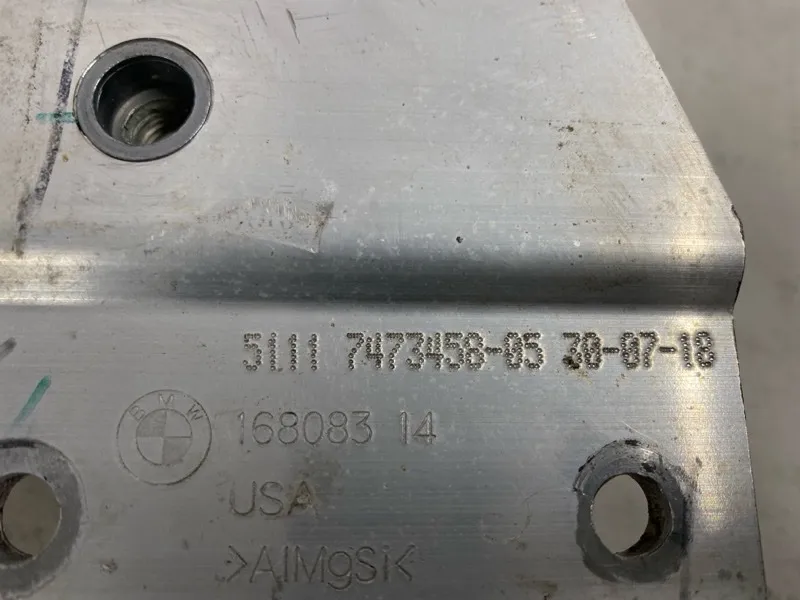 5111 7473458-05 30-07-18
BMW
168083 14
USA
>AlMgSi<